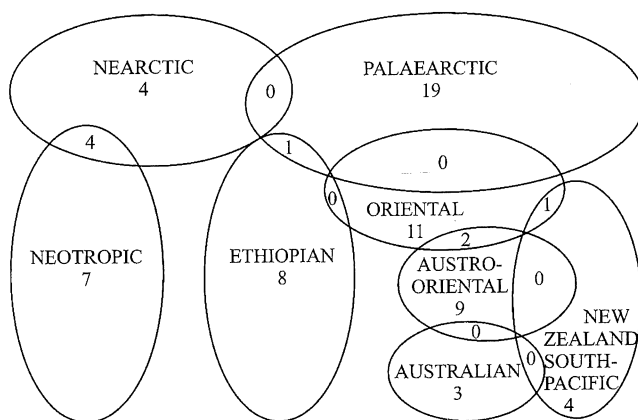 NEARCTIC
4
0
PALAEARCTIC
19
4
1
0
0
ORIENTAL
11
1
2
NEOTROPIC
7
ETHIOPIAN
8
AUSTRO-
ORIENTAL
9
0
0
NEW
ZEALAND
SOUTH-
PACIFIC
4
0
AUSTRALIAN
3